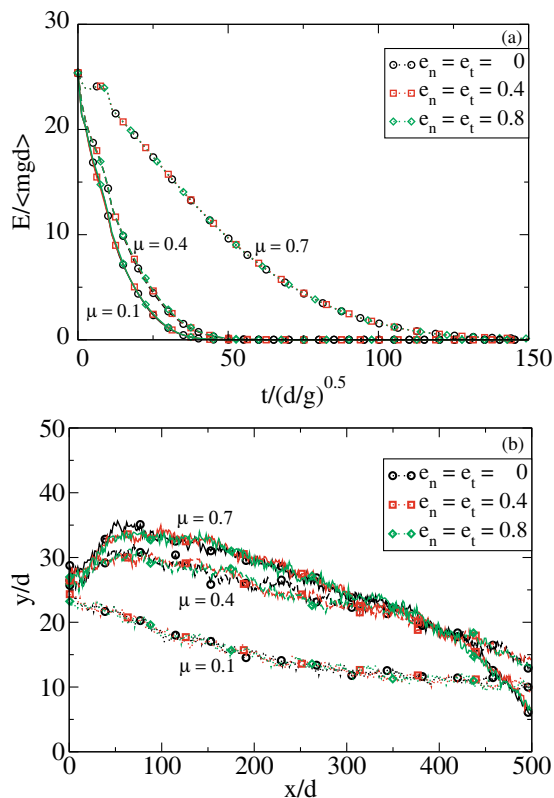 (a)
30
20
10
0
E/<mgd>
e_n = e_t = 0
e_n = e_t = 0.4
e_n = e_t = 0.8
μ = 0.7
μ = 0.4
μ = 0.1
0 50 100 150
t/(d/g)^0.5
(b)
50
40
30
20
10
0
y/d
e_n = e_t = 0
e_n = e_t = 0.4
e_n = e_t = 0.8
μ = 0.7
μ = 0.4
μ = 0.1
0 100 200 300 400 500
x/d